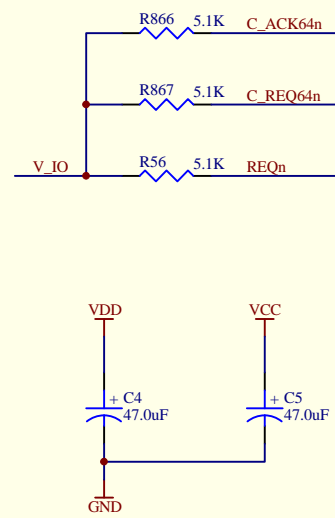 R866 5.1K C_ACK64n
R867 5.1K C_REQ64n
V_IO R56 5.1K REQn
VDD VCC
+ C4 + C5
47.0uF 47.0uF
GND